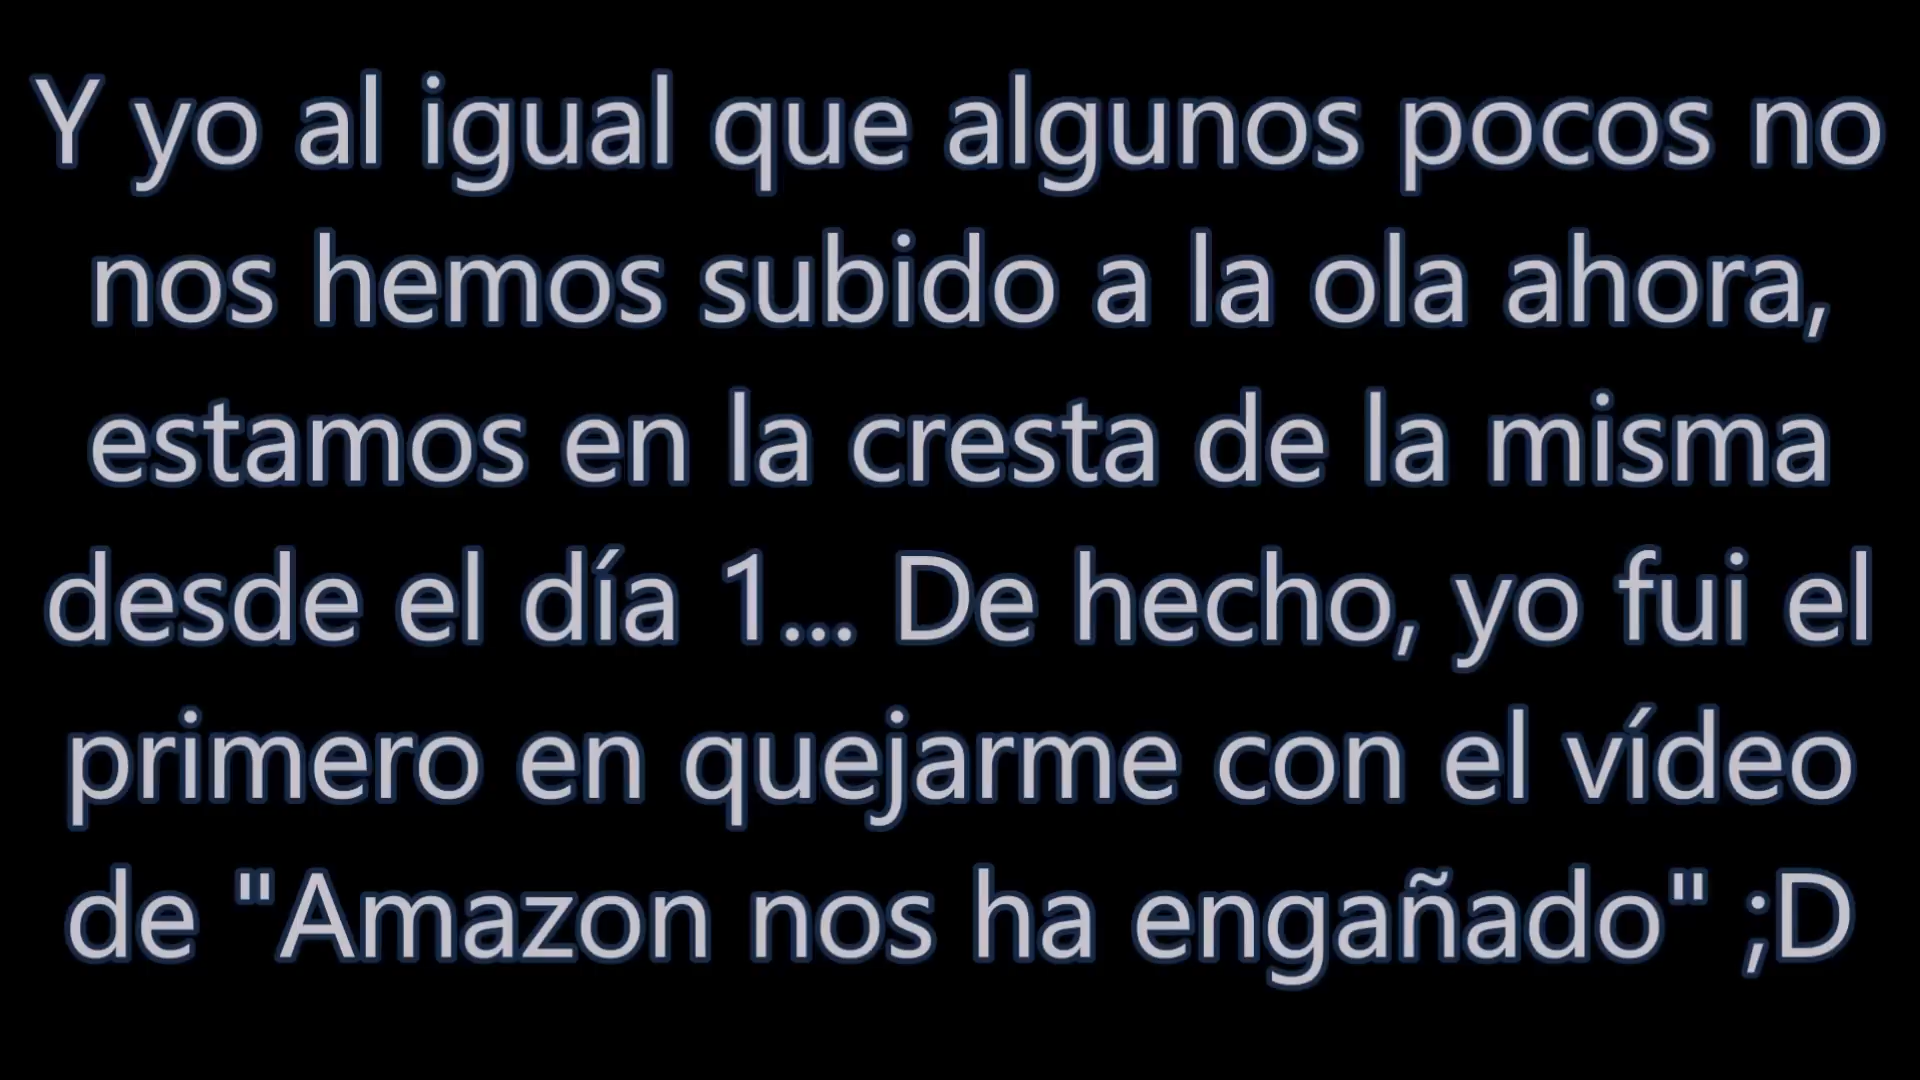 Y yo al igual que algunos pocos no
nos hemos subido a la ola ahora,
estamos en la cresta de la misma
desde el día 1... De hecho, yo fui el
primero en quejarme con el vídeo
de "Amazon nos ha engañado" ;D